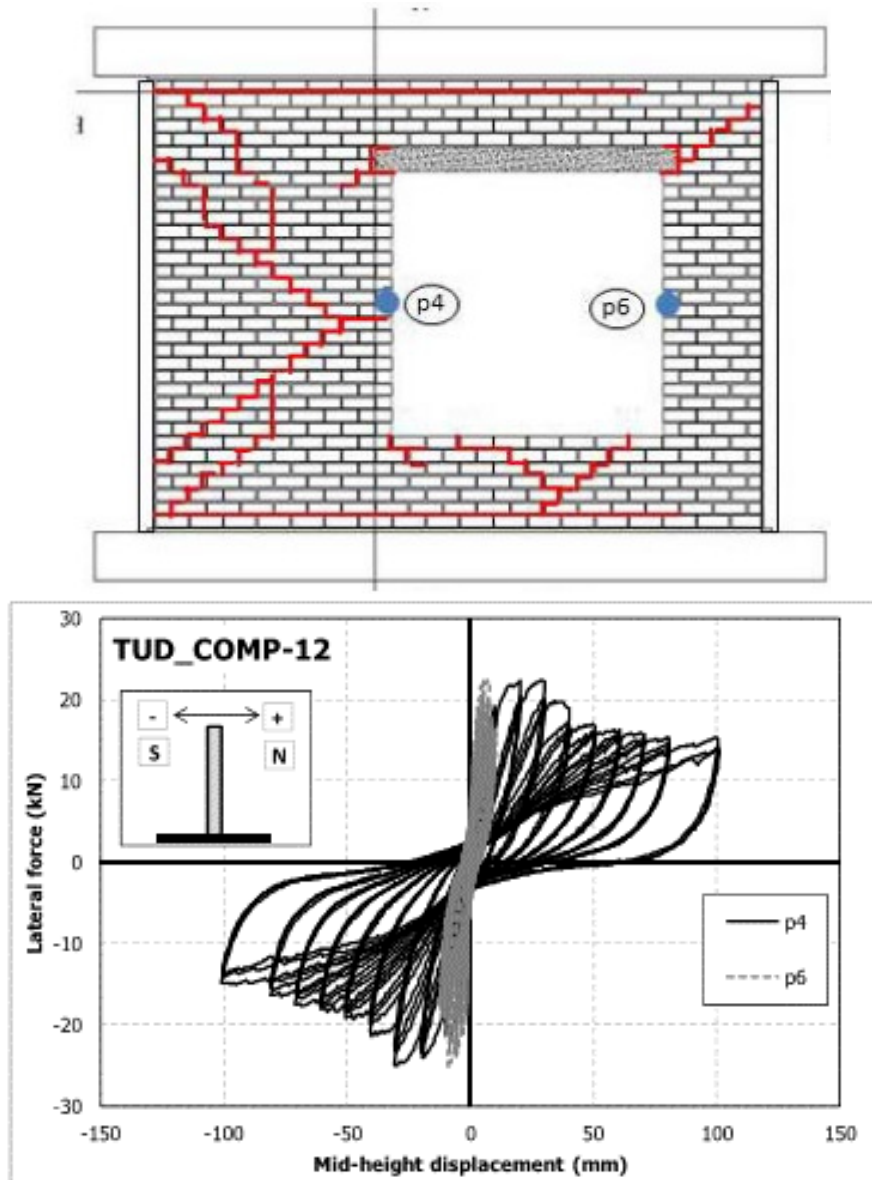 p4
p6
30
20
10
0
-10
-20
-30
TUD_COMP-12
- +
S N
p4
p6
-150 -100 -50 0 50 100 150
Lateral force (kN)
Mid-height displacement (mm)